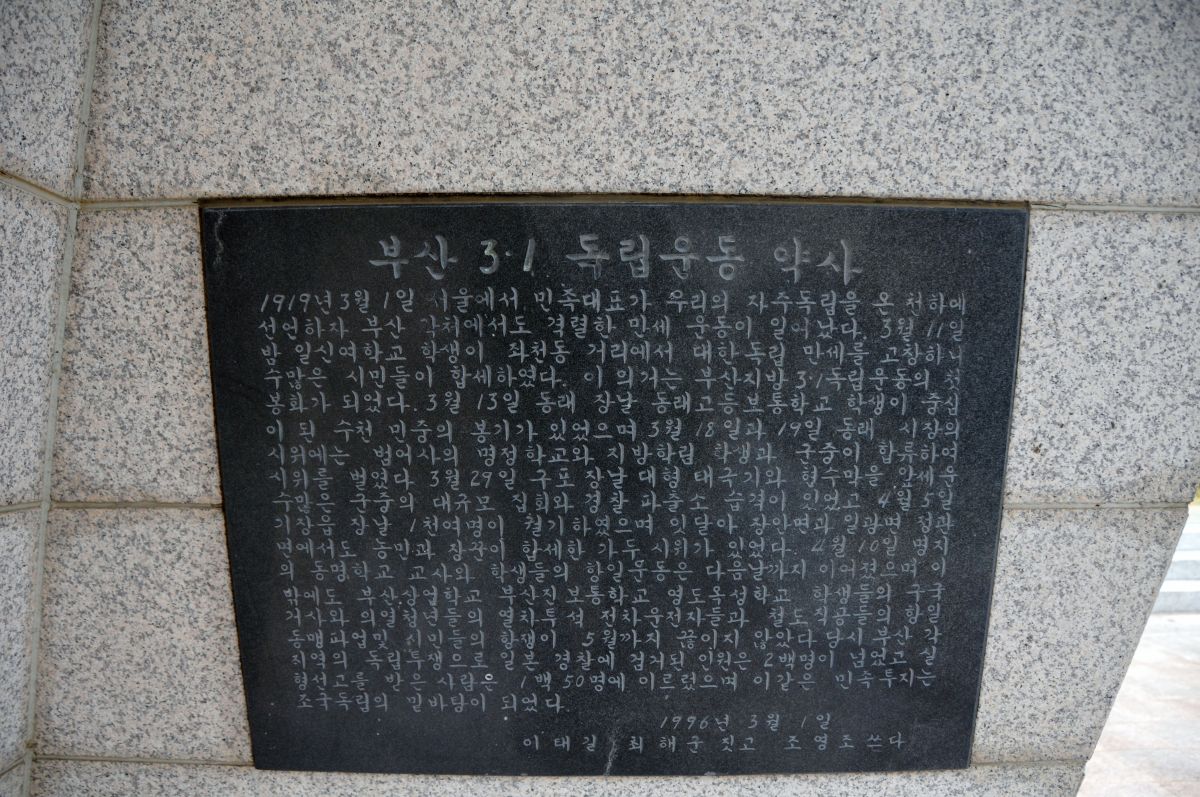 부산 3·1 독립운동 약사
1919년 3월 1일 서울에서 민족대표가 우리의 자주독립을 온 천하에
선언하자 부산 각처에서도 격렬한 만세 운동이 일어났다. 3월 11일
밤 일신여학교 학생이 좌천동 거리에서 대한독립 만세를 고창하니
수많은 시민들이 합세하였다. 이 의거는 부산지방 3·1독립운동의 첫
봉화가 되었다. 3월 13일 동래 장날 동래고등보통학교 학생이 중심
이 된 수천 민중의 봉기가 있었으며 3월 18일과 19일 동래 시장의
시위에는 범어사의 명정학교와 지방학림 학생과 군중이 합류하여
시위를 벌였다 3월 29일 구포 장날 대형 대국기와 현수막을 앞세운
수많은 군중의 대규모 집회와 경찰 파출소 습격이 있었고 4월 5일
기장읍 장날 1천여명이 궐기하였으며 잇달아 장안면과 일광면 정관
면에서도 농민과 장꾼이 합세한 가두 시위가 있었다. 4월 10일 명지
의 동명학교 교사와 학생들의 항일운동은 다음날까지 이어졌으며 이
밖에도 부산상업학교 부산진보통학교 영도옥성학교 학생들의 구국
거사와 일본인 전차운전자들과 철도직공들의 항일
동맹파업 및 시민들의 항쟁이 5월까지 끊이지 않았다 당시 부산 각
지역의 독립투쟁으로 일본 경찰에 검거된 인원은 2백명이 넘었고 실
형선고를 받은 사람은 1백 50명에 이르렀으며 이같은 민족투지는
조국독립의 밑바탕이 되었다.
1996년 3월 1일
이태길 최해군 짓고 조영조 쓰다